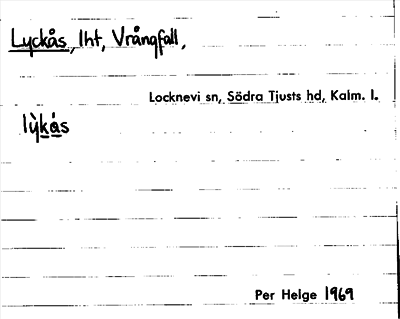 Lyckås, lht, Vrångfall,
Locknevi sn, Södra Tjusts hd, Kalm. l.
lỳkås
Per Helge 1969